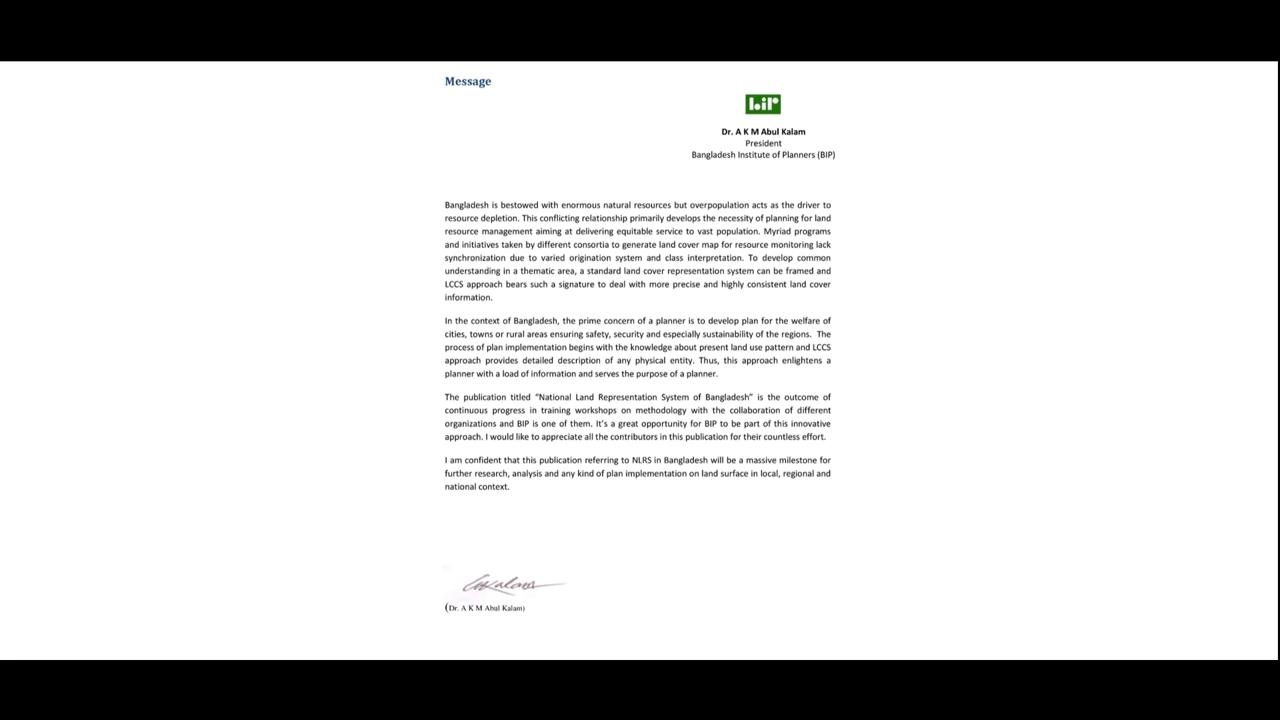 Message
bip
Dr. A K M Abul Kalam
President
Bangladesh Institute of Planners (BIP)
Bangladesh is bestowed with enormous natural resources but overpopulation acts as the driver to
resource depletion. This conflicting relationship primarily develops the necessity of planning for land
resource management aiming at delivering equitable service to vast population. Myriad programs
and initiatives taken by different consortia to generate land cover map for resource monitoring lack
synchronization due to varied origination system and class interpretation. To develop common
understanding in a thematic area, a standard land cover representation system can be framed and
LCCS approach bears such a signature to deal with more precise and highly consistent land cover
information.
In the context of Bangladesh, the prime concern of a planner is to develop plan for the welfare of
cities, towns or rural areas ensuring safety, security and especially sustainability of the regions. The
process of plan implementation begins with the knowledge about present land use pattern and LCCS
approach provides detailed description of any physical entity. Thus, this approach enlightens a
planner with a load of information and serves the purpose of a planner.
The publication titled “National Land Representation System of Bangladesh” is the outcome of
continuous progress in training workshops on methodology with the collaboration of different
organizations and BIP is one of them. It’s a great opportunity for BIP to be part of this innovative
approach. I would like to appreciate all the contributors in this publication for their countless effort.
I am confident that this publication referring to NLRS in Bangladesh will be a massive milestone for
further research, analysis and any kind of plan implementation on land surface in local, regional and
national context.
(Dr. A K M Abul Kalam)